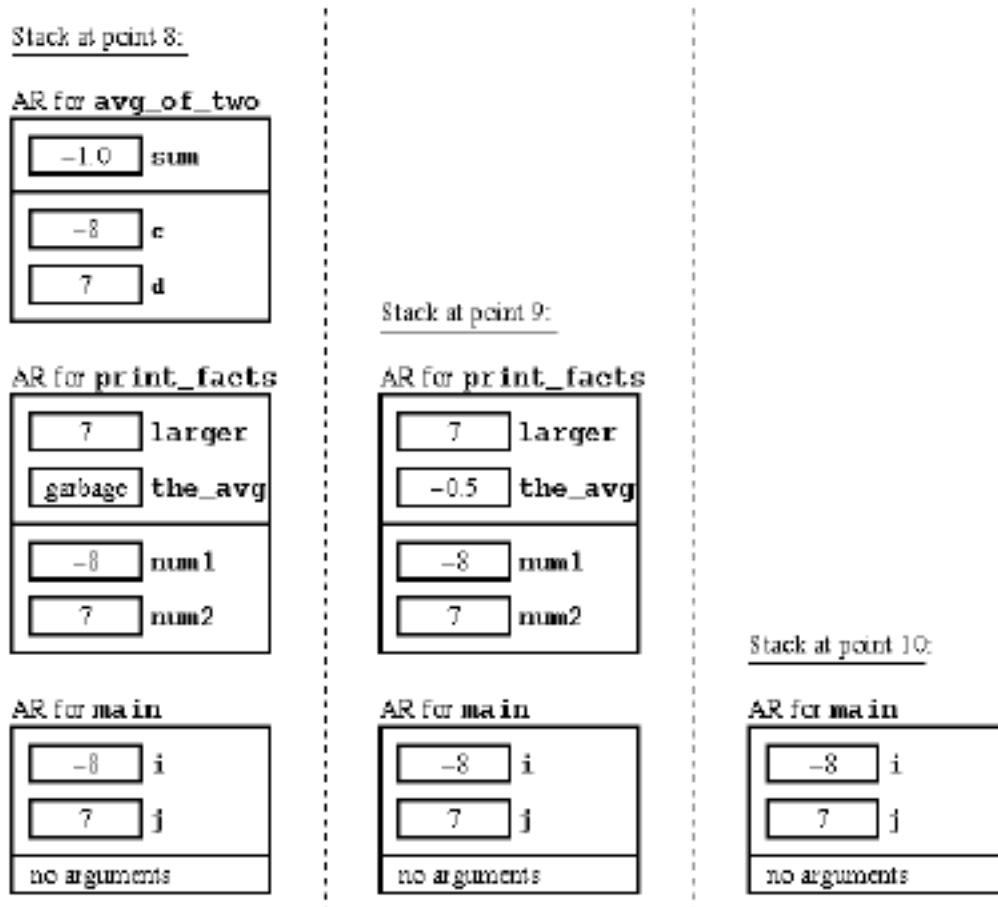 Stack at point 8:
AR for avg_of_two
−1.0 sum
−8 c
7 d
AR for print_facts
7 larger
garbage the_avg
−8 num1
7 num2
AR for main
−8 i
7 j
no arguments
Stack at point 9:
AR for print_facts
7 larger
−0.5 the_avg
−8 num1
7 num2
AR for main
−8 i
7 j
no arguments
Stack at point 10:
AR for main
−8 i
7 j
no arguments